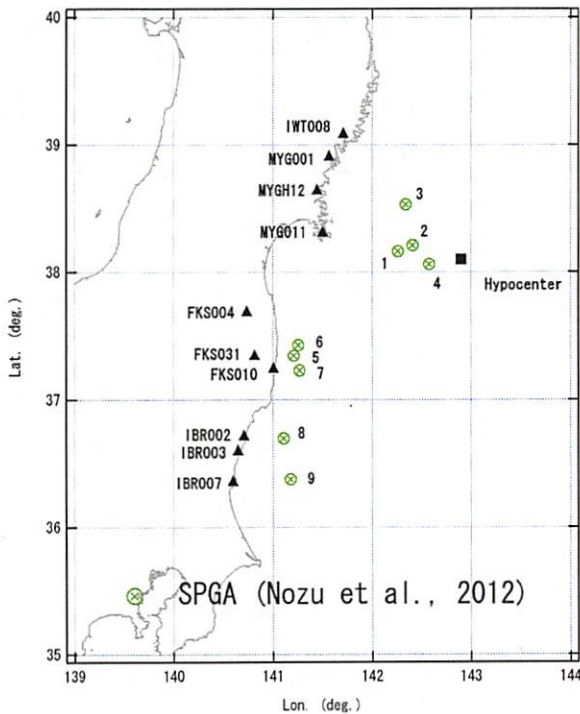 40
IWT008
39
MYG001
MYGH12
3
MYG011
2
1
38
4
Hypocenter
Lat. (deg.)
FKS004
6
FKS031
5
FKS010
7
37
IBR002
8
IBR003
IBR007
9
36
SPGA (Nozu et al., 2012)
35
139
140
141
142
143
144
Lon. (deg.)